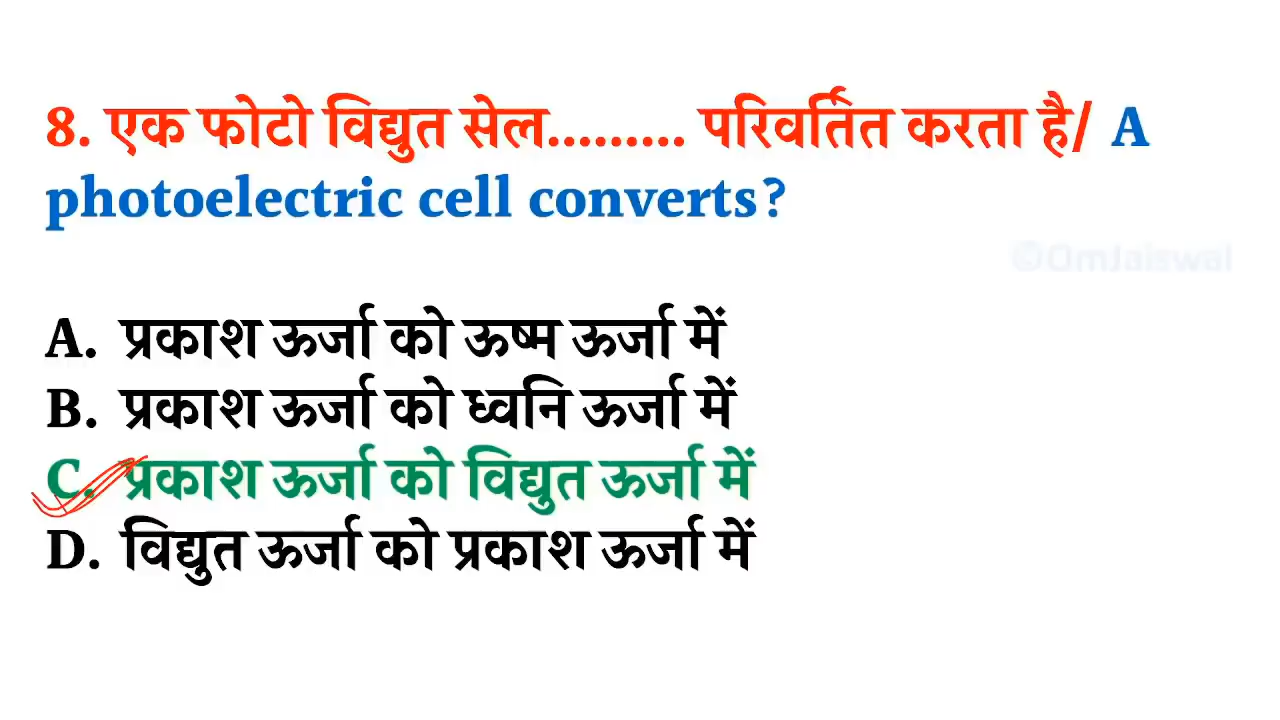 8. एक फोटो विद्युत सेल......... परिवर्तित करता है/ A
photoelectric cell converts?
©OmJaiswal
A. प्रकाश ऊर्जा को ऊष्म ऊर्जा में
B. प्रकाश ऊर्जा को ध्वनि ऊर्जा में
C. प्रकाश ऊर्जा को विद्युत ऊर्जा में
D. विद्युत ऊर्जा को प्रकाश ऊर्जा में